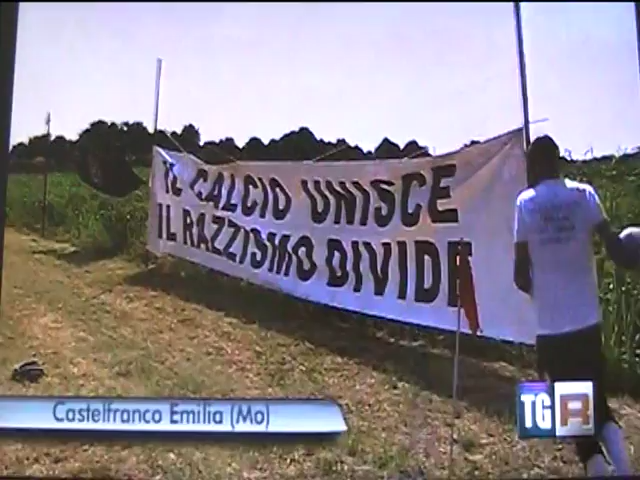 IL CALCIO UNISCE
IL RAZZISMO DIVIDE
Castelfranco Emilia (Mo)
TGR